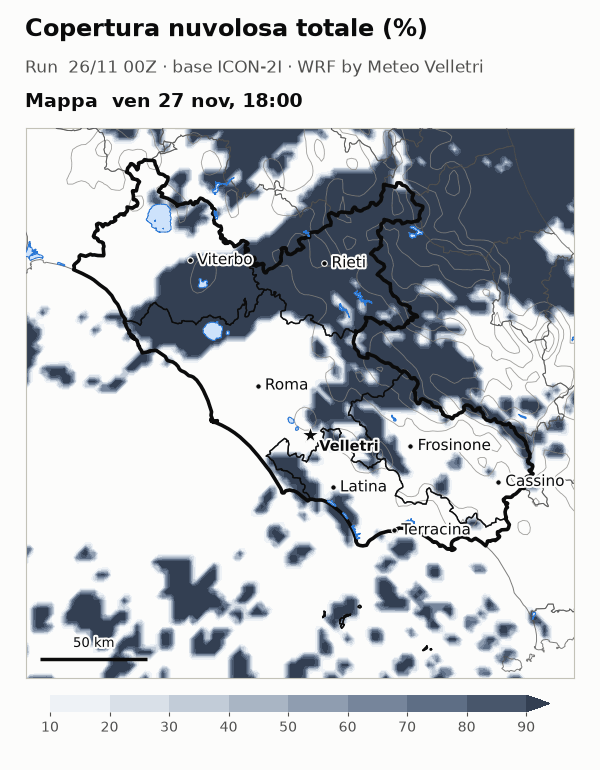 Copertura nuvolosa totale (%)
Run  26/11 00Z · base ICON-2I · WRF by Meteo Velletri
Mappa  ven 27 nov, 18:00
Viterbo
Rieti
Roma
Velletri
Frosinone
Latina
Cassino
Terracina
50 km
10 20 30 40 50 60 70 80 90